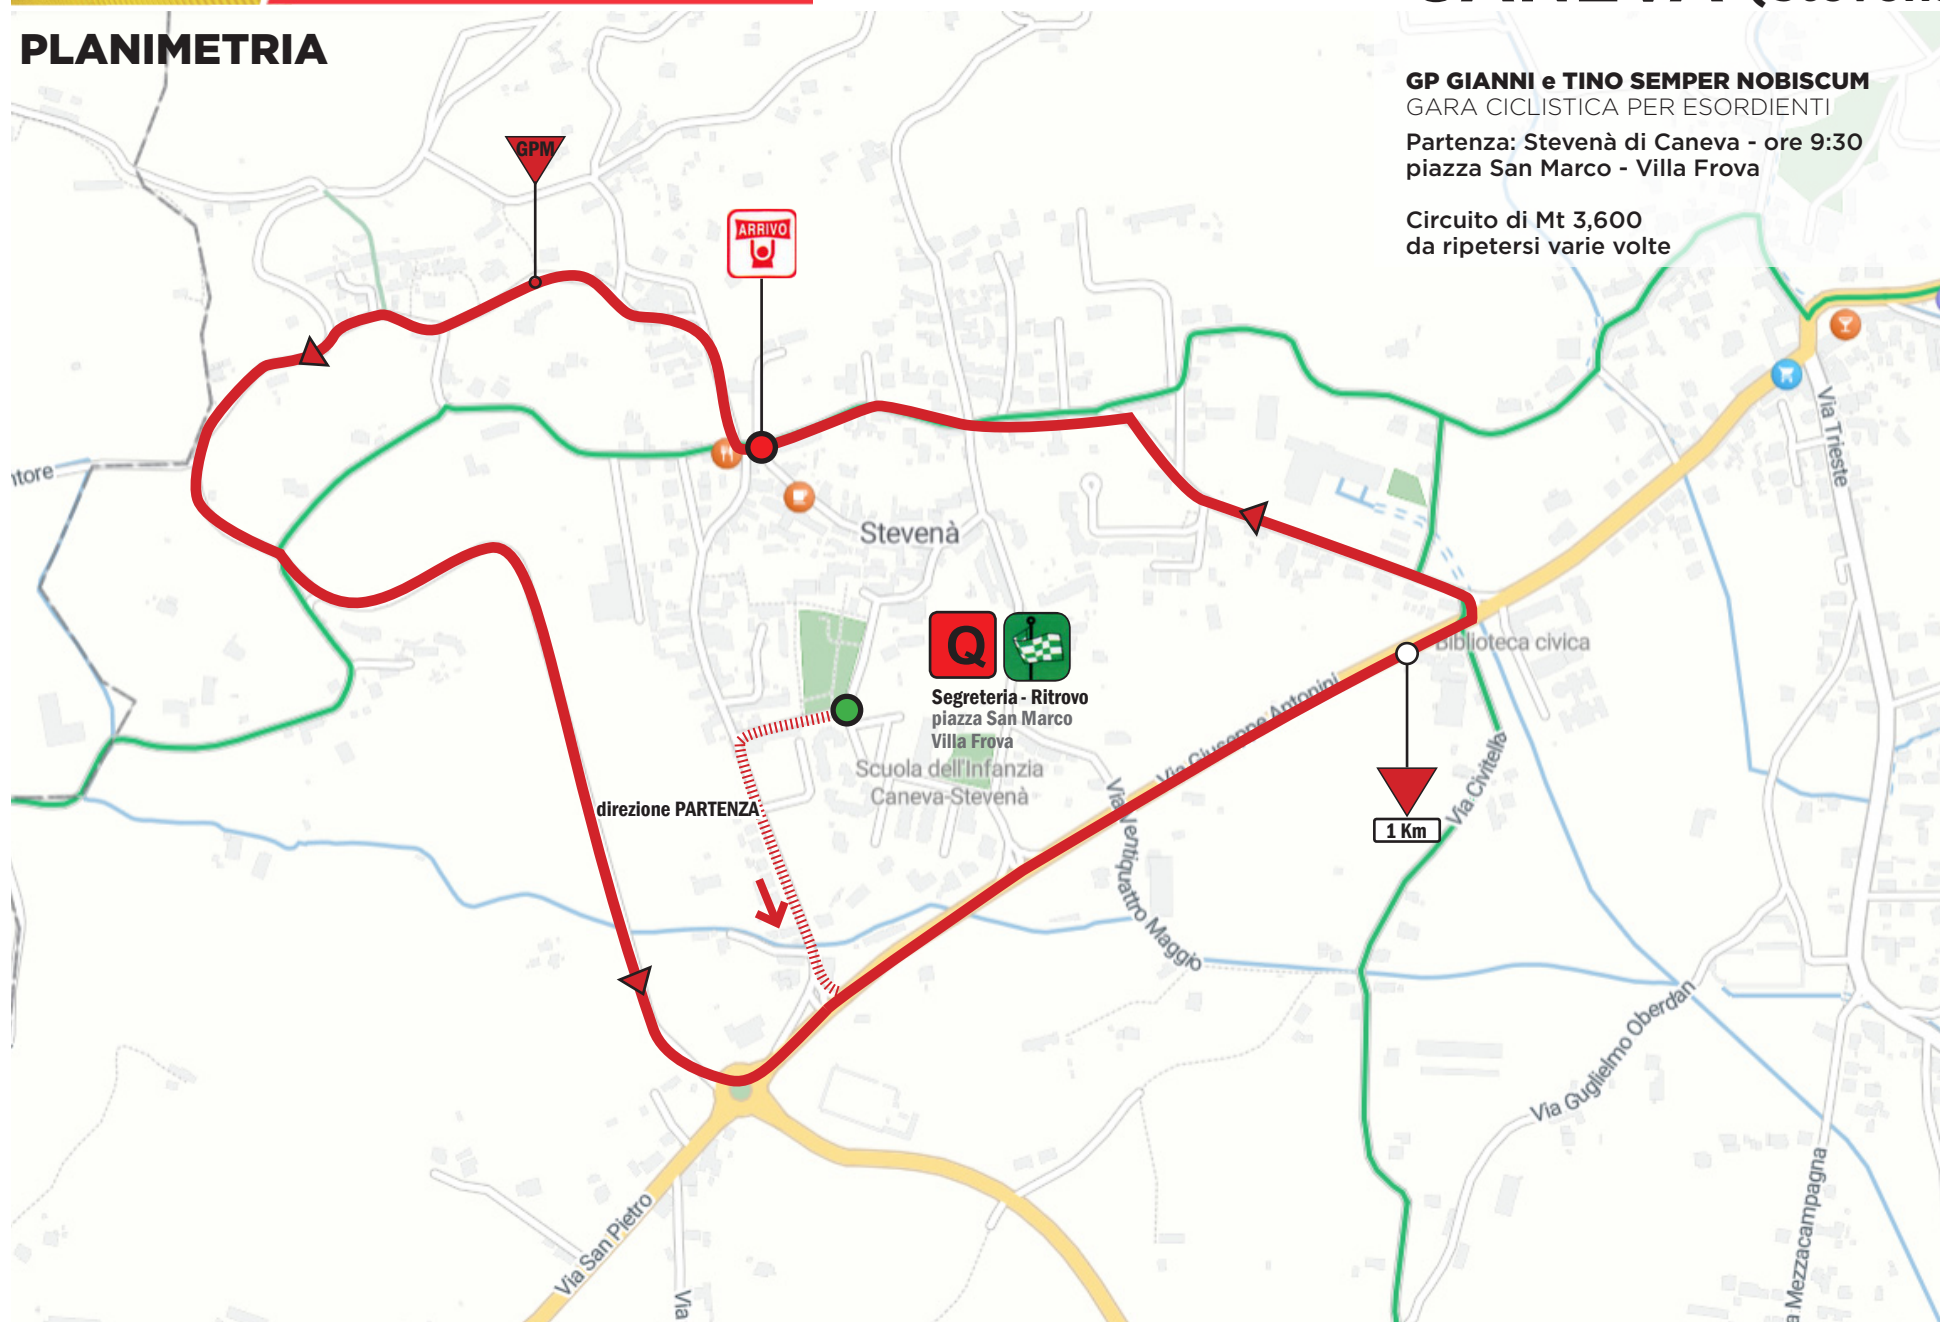 PLANIMETRIA
GP GIANNI e TINO SEMPER NOBISCUM
GARA CICLISTICA PER ESORDIENTI
Partenza: Stevenà di Caneva - ore 9:30
piazza San Marco - Villa Frova
Circuito di Mt 3,600
da ripetersi varie volte
GPM
ARRIVO
Via Trieste
Stevenà
Q
Segreteria - Ritrovo
piazza San Marco
Villa Frova
Biblioteca civica
Via Giuseppe Antonini
Scuola dell'Infanzia
Caneva-Stevenà
direzione PARTENZA
1 Km
Via Civitella
Maggio
Via Guglielmo Oberdan
Via San Pietro
Via
Mezzacampagna